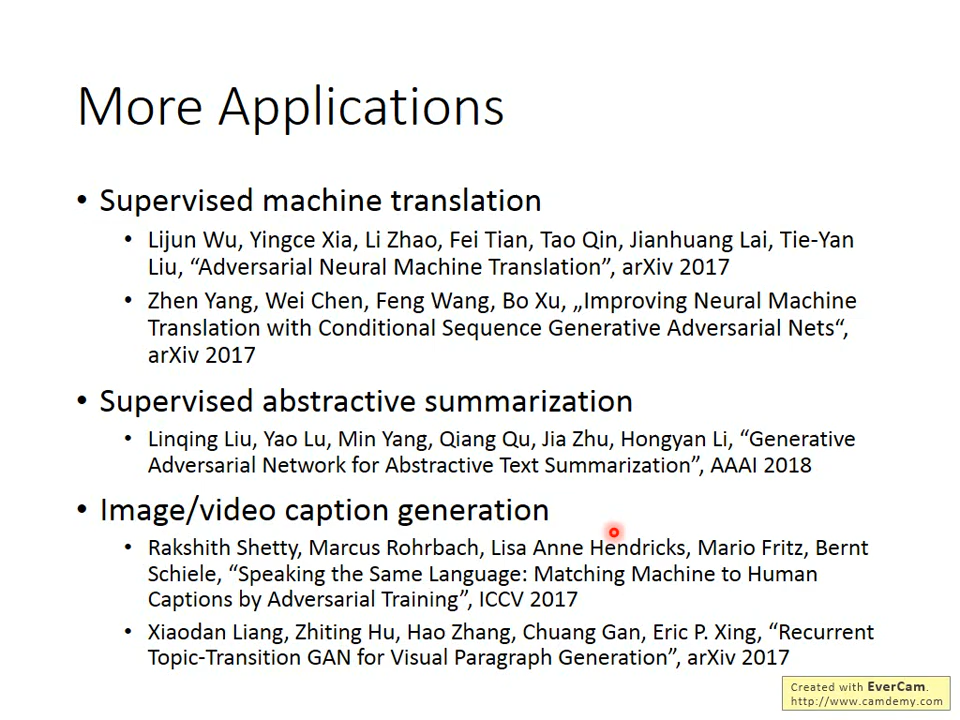 More Applications
• Supervised machine translation
• Lijun Wu, Yingce Xia, Li Zhao, Fei Tian, Tao Qin, Jianhuang Lai, Tie-Yan
Liu, “Adversarial Neural Machine Translation”, arXiv 2017
• Zhen Yang, Wei Chen, Feng Wang, Bo Xu, „Improving Neural Machine
Translation with Conditional Sequence Generative Adversarial Nets“,
arXiv 2017
• Supervised abstractive summarization
• Linqing Liu, Yao Lu, Min Yang, Qiang Qu, Jia Zhu, Hongyan Li, “Generative
Adversarial Network for Abstractive Text Summarization”, AAAI 2018
• Image/video caption generation
• Rakshith Shetty, Marcus Rohrbach, Lisa Anne Hendricks, Mario Fritz, Bernt
Schiele, “Speaking the Same Language: Matching Machine to Human
Captions by Adversarial Training”, ICCV 2017
• Xiaodan Liang, Zhiting Hu, Hao Zhang, Chuang Gan, Eric P. Xing, “Recurrent
Topic-Transition GAN for Visual Paragraph Generation”, arXiv 2017
Created with EverCam.
http://www.camdemy.com